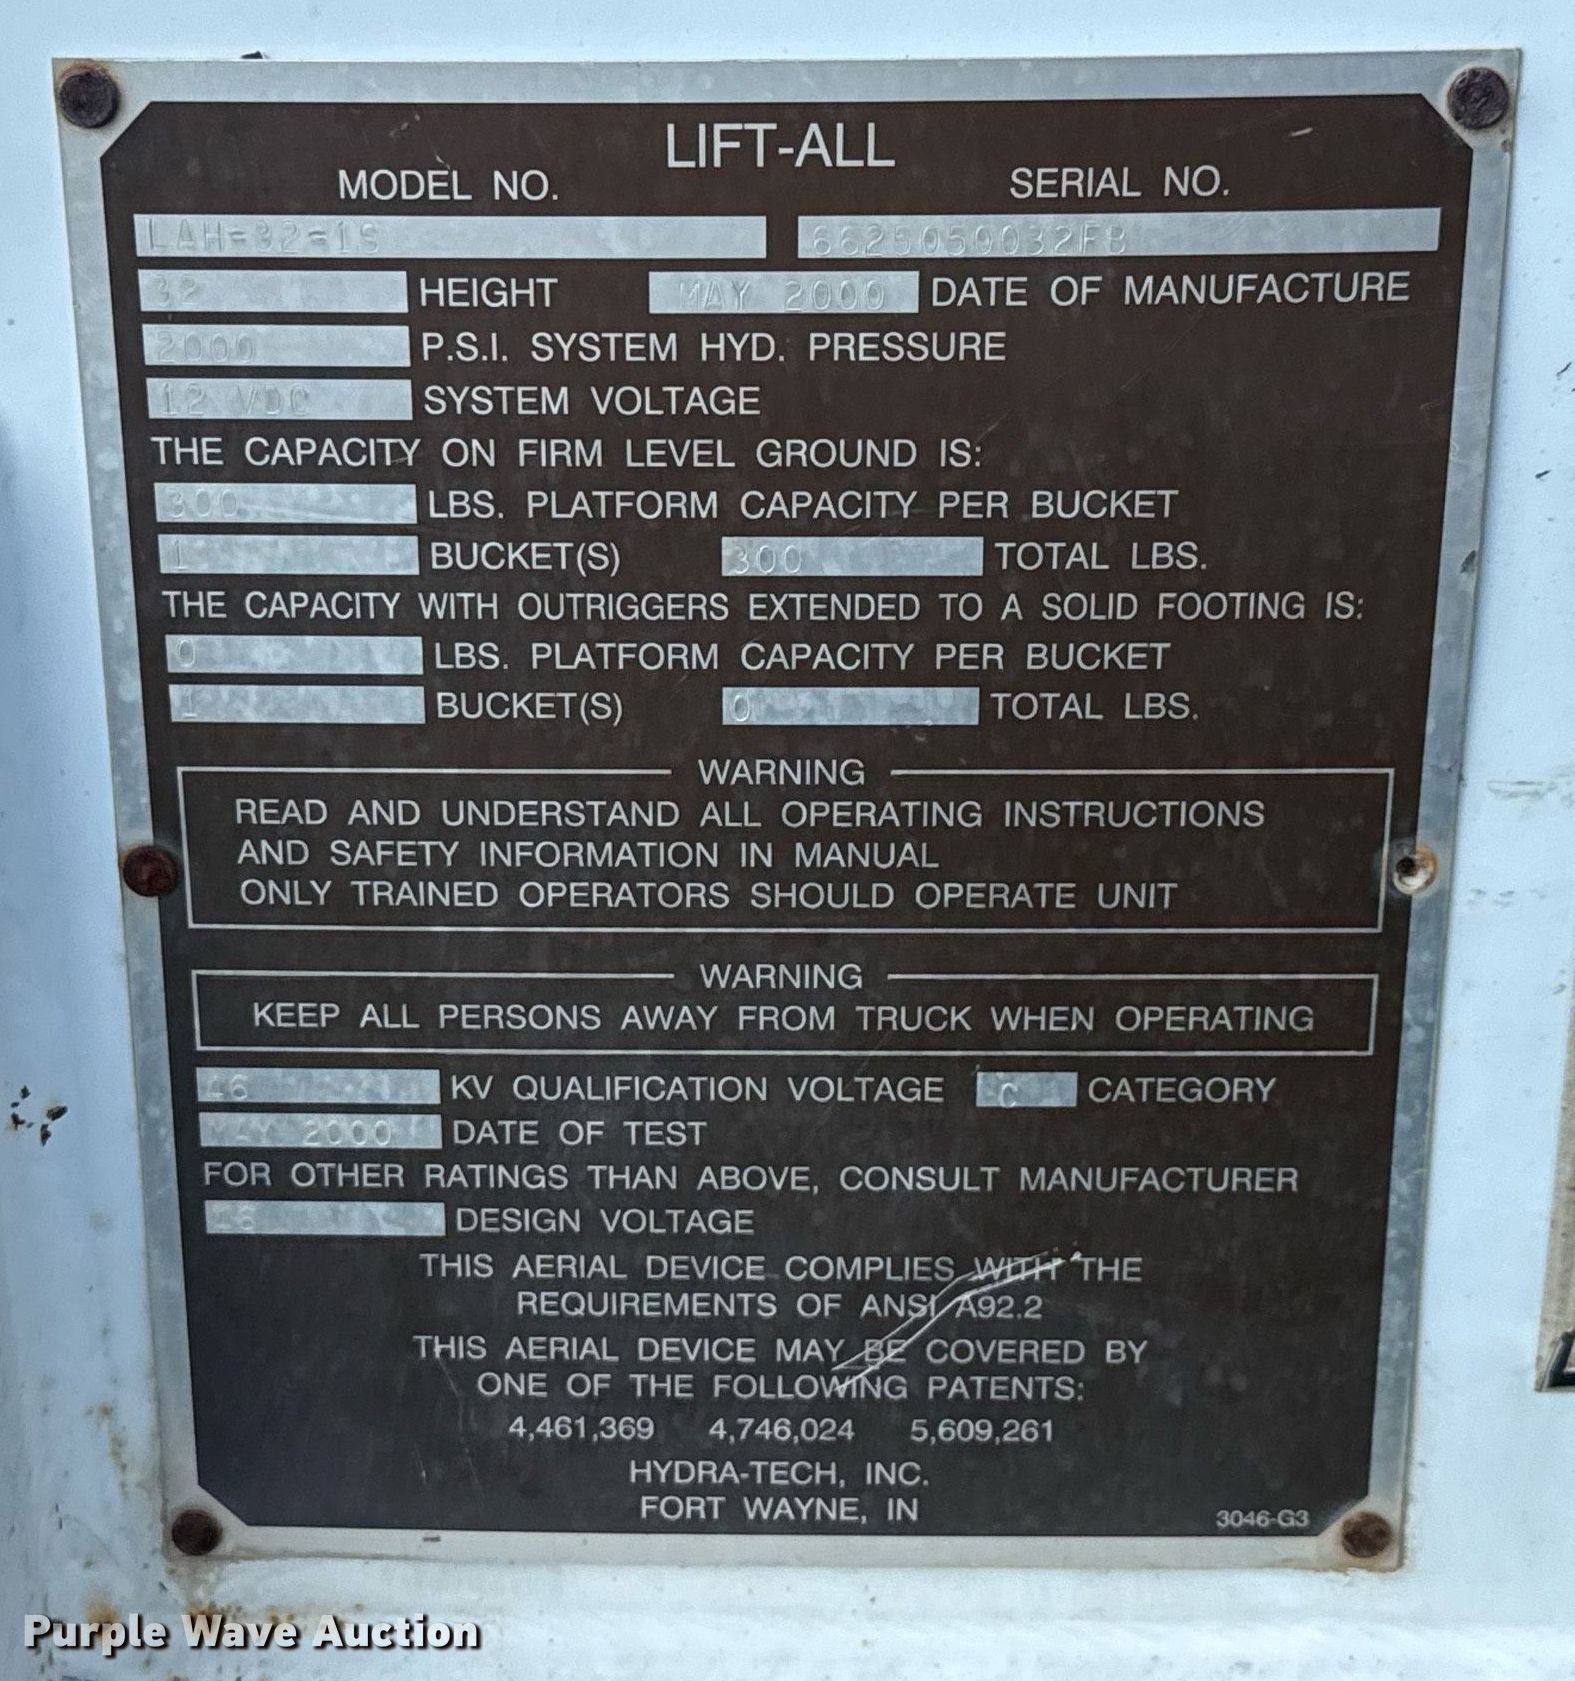 LIFT-ALL
MODEL NO. SERIAL NO.
LAH-32-1S 6625050032FB
32 HEIGHT MAY 2000 DATE OF MANUFACTURE
2000 P.S.I. SYSTEM HYD. PRESSURE
12 VDC SYSTEM VOLTAGE
THE CAPACITY ON FIRM LEVEL GROUND IS:
300 LBS. PLATFORM CAPACITY PER BUCKET
1 BUCKET(S) 300 TOTAL LBS.
THE CAPACITY WITH OUTRIGGERS EXTENDED TO A SOLID FOOTING IS:
0 LBS. PLATFORM CAPACITY PER BUCKET
1 BUCKET(S) 0 TOTAL LBS.
WARNING
READ AND UNDERSTAND ALL OPERATING INSTRUCTIONS
AND SAFETY INFORMATION IN MANUAL
ONLY TRAINED OPERATORS SHOULD OPERATE UNIT
WARNING
KEEP ALL PERSONS AWAY FROM TRUCK WHEN OPERATING
KV QUALIFICATION VOLTAGE C CATEGORY
MAY 2000 DATE OF TEST
FOR OTHER RATINGS THAN ABOVE, CONSULT MANUFACTURER
DESIGN VOLTAGE
THIS AERIAL DEVICE COMPLIES WITH THE
REQUIREMENTS OF ANSI A92.2
THIS AERIAL DEVICE MAY BE COVERED BY
ONE OF THE FOLLOWING PATENTS:
4,461,369 4,746,024 5,609,261
HYDRA-TECH, INC.
FORT WAYNE, IN
3046-G3
Purple Wave Auction